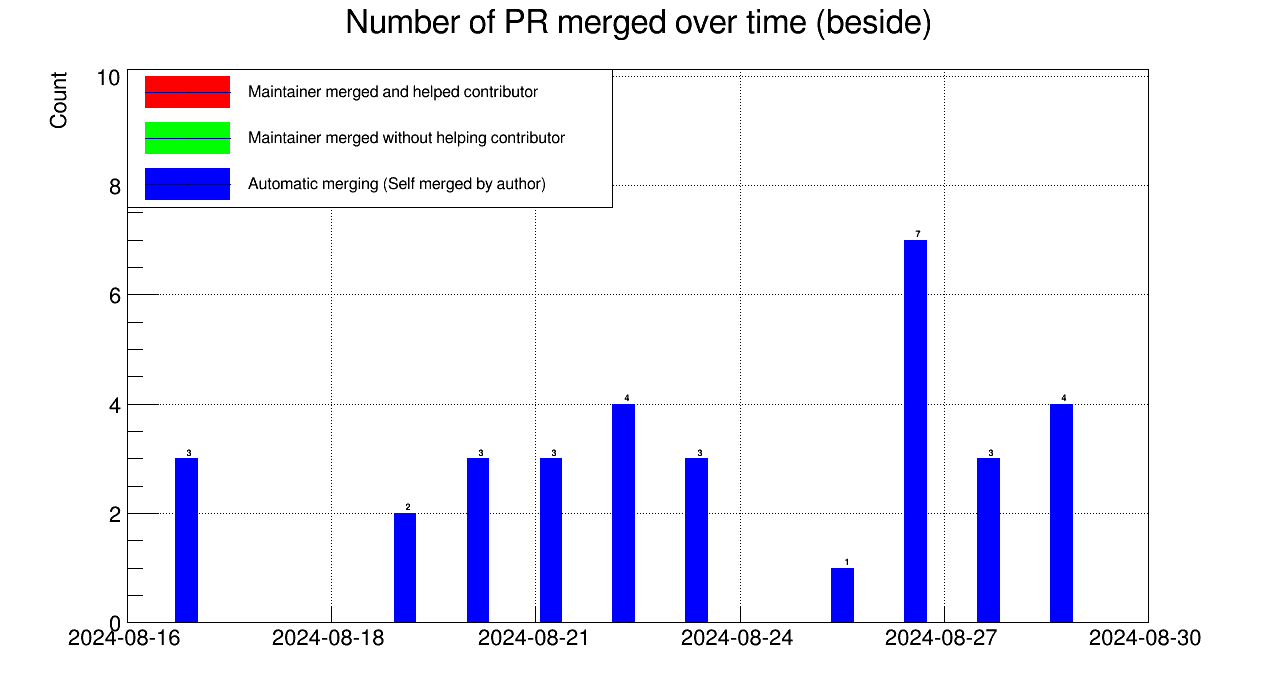 Number of PR merged over time (beside)
Count
10
Maintainer merged and helped contributor
Maintainer merged without helping contributor
8
Automatic merging (Self merged by author)
7
6
4
4
4
3
3
3
3
3
2
2
1
0
2024-08-16 2024-08-18 2024-08-21 2024-08-24 2024-08-27 2024-08-30